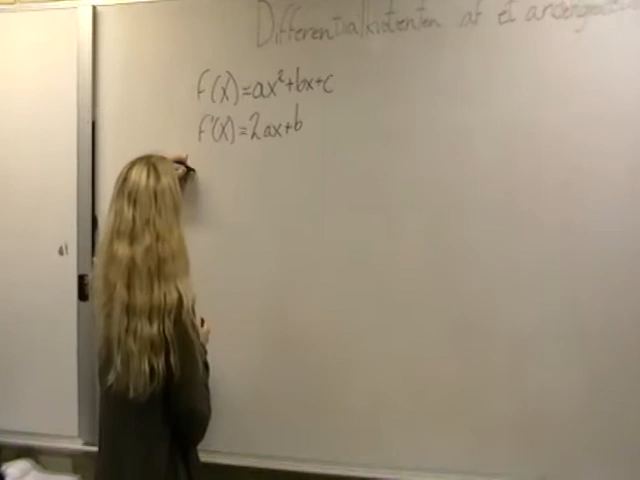 Differentialkvotienten af et
f(x)=ax²+bx+c
f'(x)=2ax+b